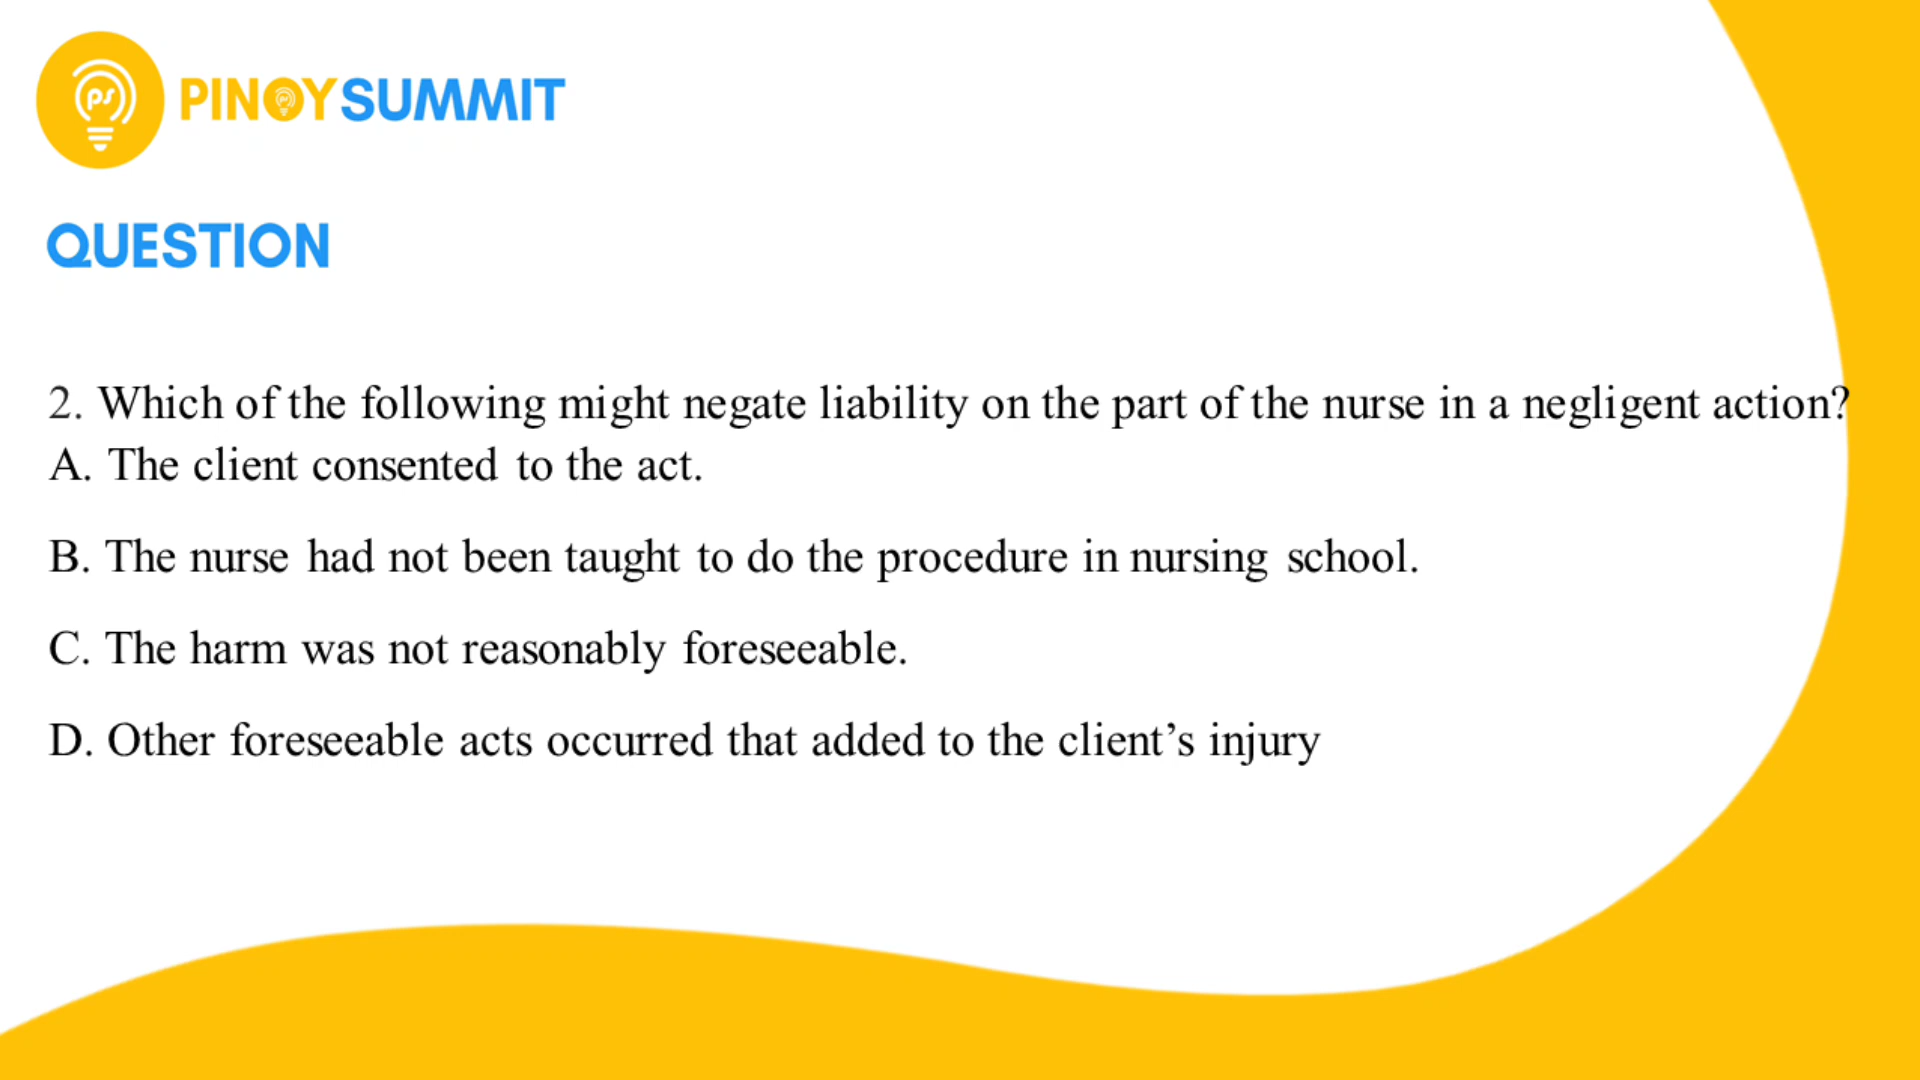 PINOYSUMMIT
QUESTION
2. Which of the following might negate liability on the part of the nurse in a negligent action?
A. The client consented to the act.
B. The nurse had not been taught to do the procedure in nursing school.
C. The harm was not reasonably foreseeable.
D. Other foreseeable acts occurred that added to the client’s injury